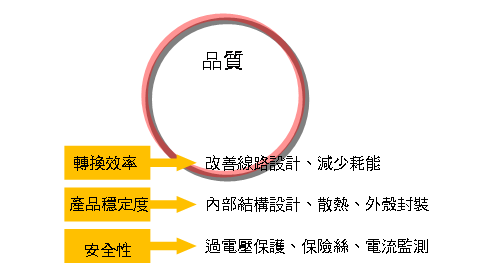 品質
轉換效率 改善線路設計、減少耗能
產品穩定度 內部結構設計、散熱、外殼封裝
安全性 過電壓保護、保險絲、電流監測